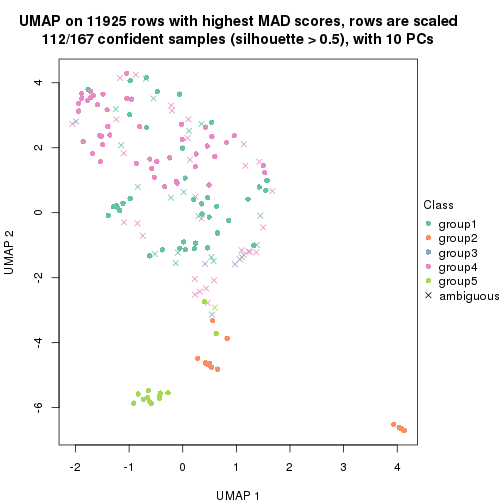 UMAP on 11925 rows with highest MAD scores, rows are scaled
112/167 confident samples (silhouette > 0.5), with 10 PCs
4
2
0
-2
-4
-6
UMAP 2
-2
-1
0
1
2
3
4
UMAP 1
Class
group1
group2
group3
group4
group5
ambiguous